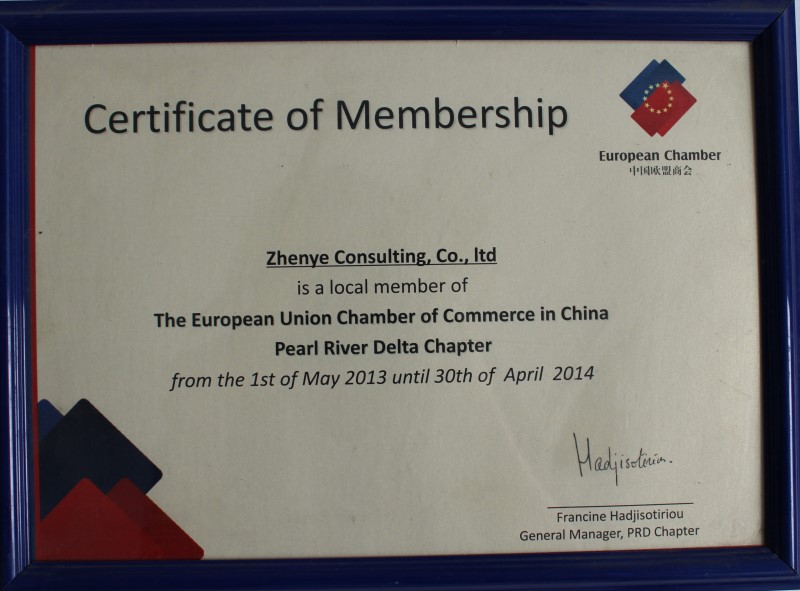 Certificate of Membership
European Chamber
中国欧盟商会
Zhenye Consulting, Co., ltd
is a local member of
The European Union Chamber of Commerce in China
Pearl River Delta Chapter
from the 1st of May 2013 until 30th of April 2014
Hadjisotiriou
Francine Hadjisotiriou
General Manager, PRD Chapter